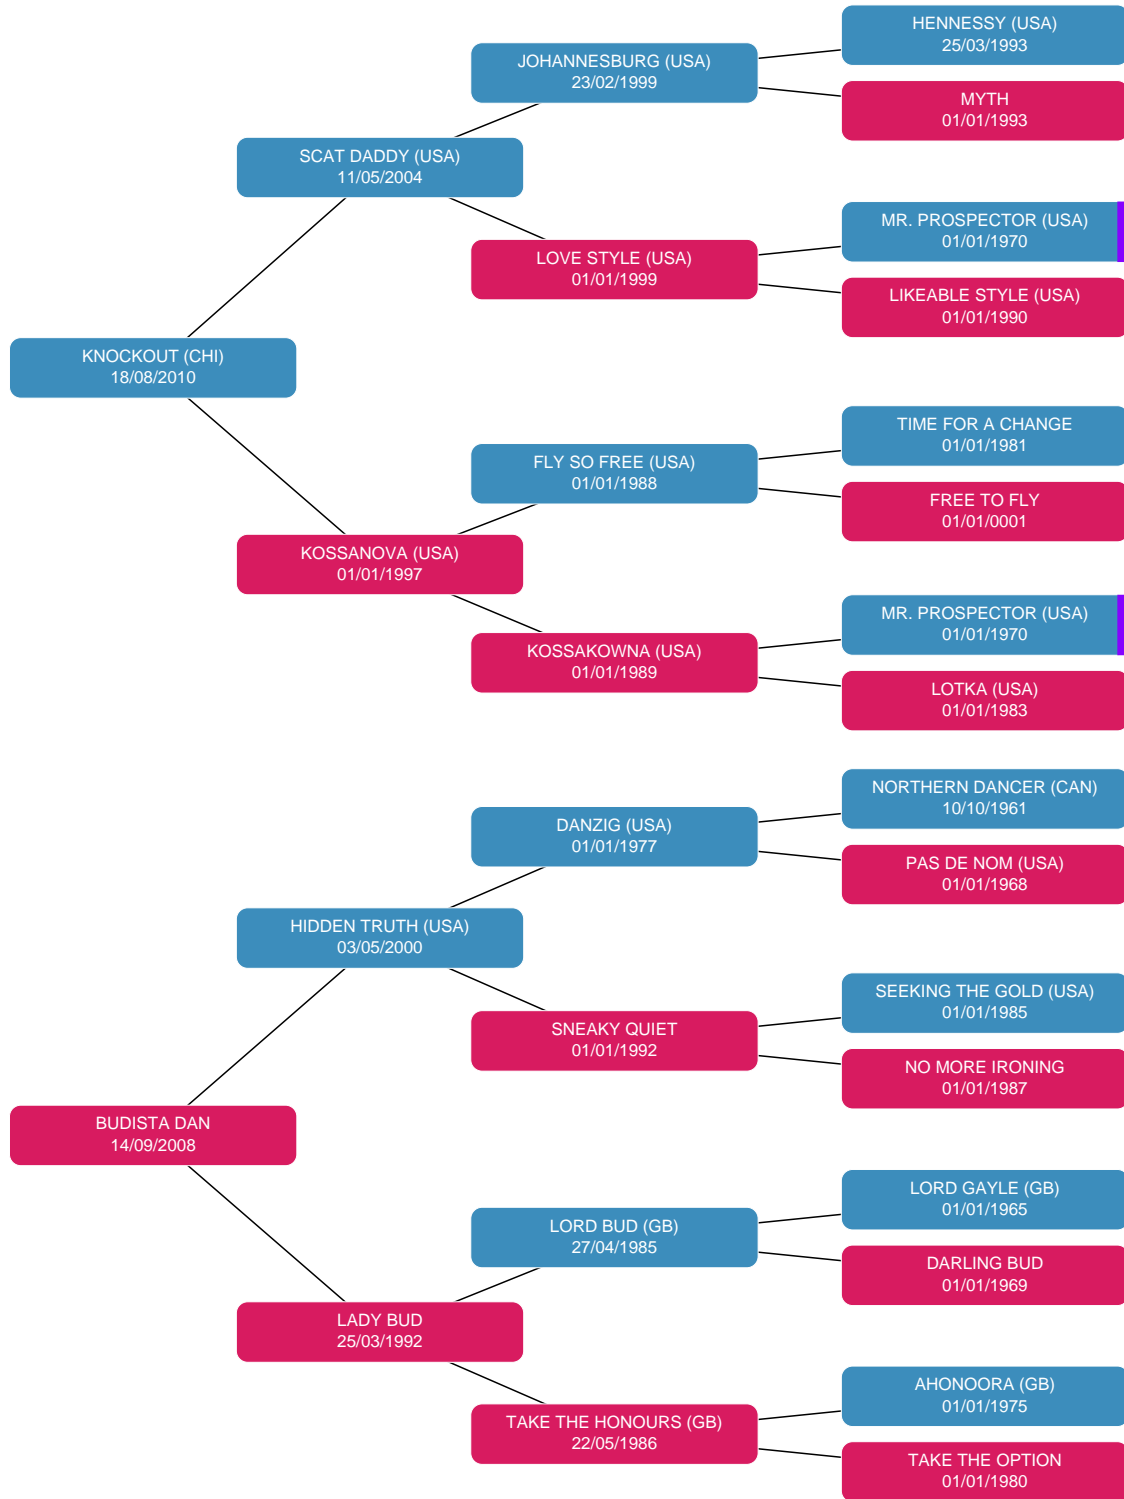 HENNESSY (USA)
25/03/1993
JOHANNESBURG (USA)
23/02/1999
MYTH
01/01/1993
SCAT DADDY (USA)
11/05/2004
MR. PROSPECTOR (USA)
01/01/1970
LOVE STYLE (USA)
01/01/1999
LIKEABLE STYLE (USA)
01/01/1990
KNOCKOUT (CHI)
18/08/2010
TIME FOR A CHANGE
01/01/1981
FLY SO FREE (USA)
01/01/1988
FREE TO FLY
01/01/0001
KOSSANOVA (USA)
01/01/1997
MR. PROSPECTOR (USA)
01/01/1970
KOSSAKOWNA (USA)
01/01/1989
LOTKA (USA)
01/01/1983
NORTHERN DANCER (CAN)
10/10/1961
DANZIG (USA)
01/01/1977
PAS DE NOM (USA)
01/01/1968
HIDDEN TRUTH (USA)
03/05/2000
SEEKING THE GOLD (USA)
01/01/1985
SNEAKY QUIET
01/01/1992
NO MORE IRONING
01/01/1987
BUDISTA DAN
14/09/2008
LORD GAYLE (GB)
01/01/1965
LORD BUD (GB)
27/04/1985
DARLING BUD
01/01/1969
LADY BUD
25/03/1992
AHONOORA (GB)
01/01/1975
TAKE THE HONOURS (GB)
22/05/1986
TAKE THE OPTION
01/01/1980